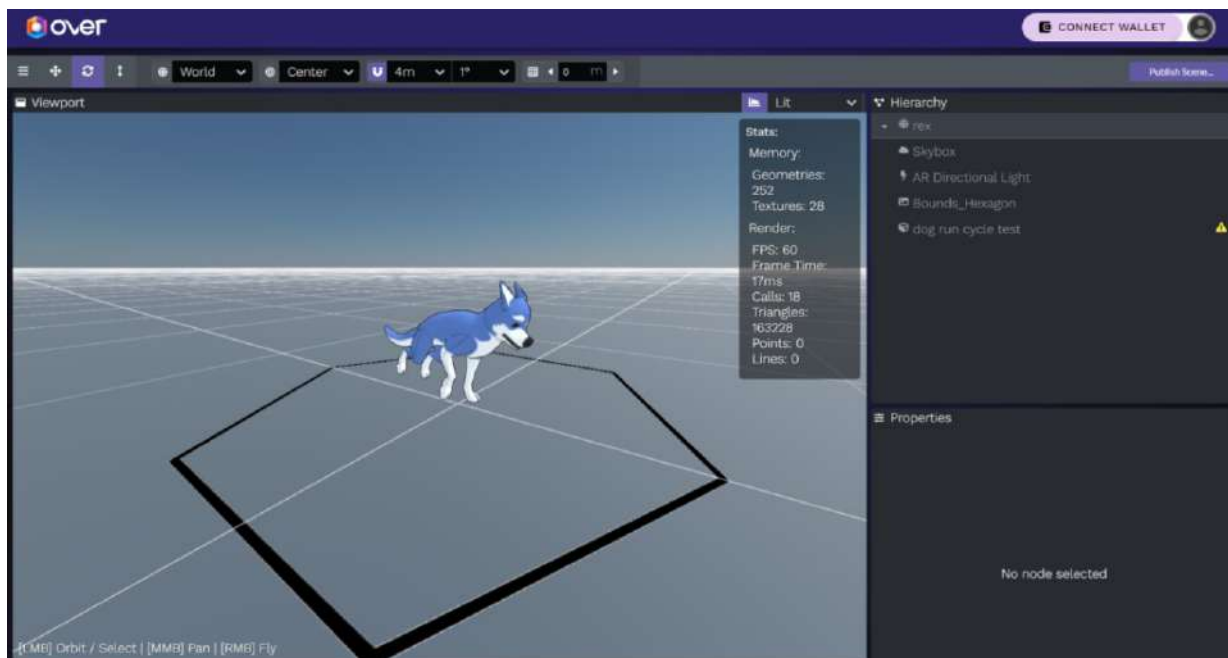 over
CONNECT WALLET
World
Center
4m
1°
0 m
Publish Scene...
Viewport
Lit
Hierarchy
Stats:
Memory:
Geometries:
252
Textures: 28
Render:
FPS: 60
Frame Time:
17ms
Calls: 18
Triangles:
163228
Points: 0
Lines: 0
rex
Skybox
AR Directional Light
Bounds_Hexagon
dog run cycle test
Properties
No node selected
[LMB] Orbit / Select | [MMB] Pan | [RMB] Fly